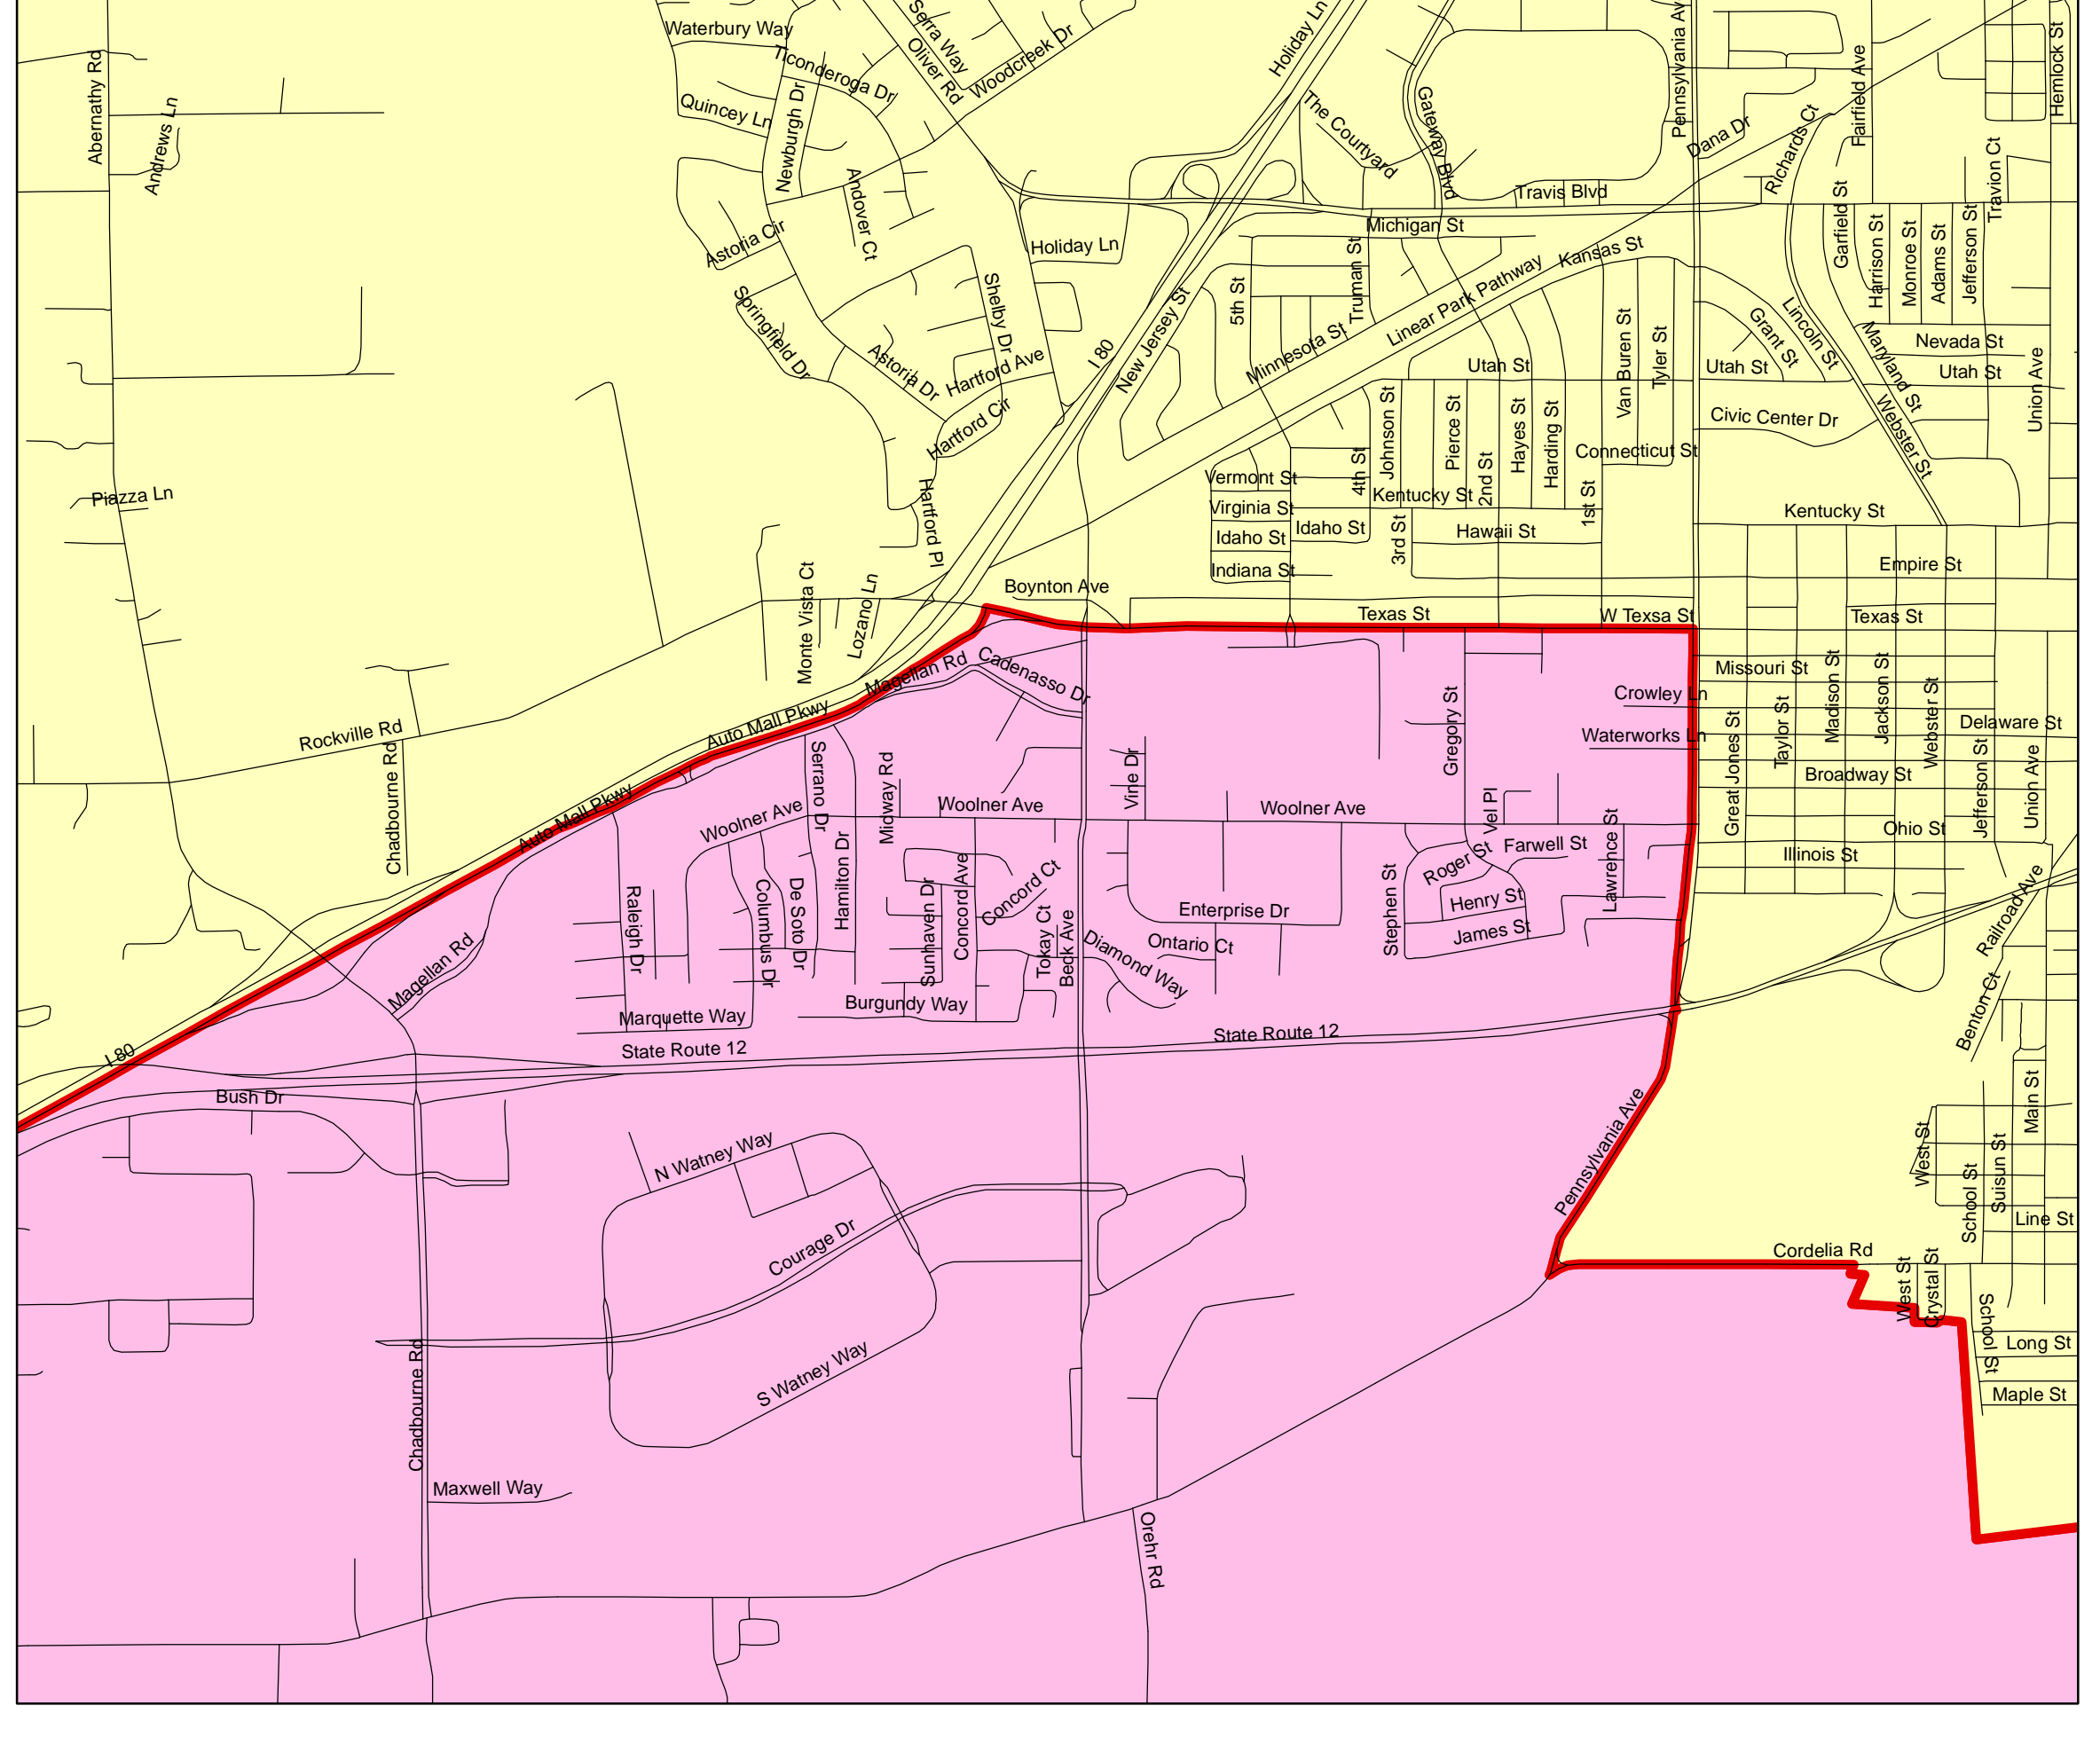 Waterbury Way
Serra Way
Oliver Rd
Woodcreek Dr
Holiday Ln
Pennsylvania Av
Hemlock St
Abernathy Rd
Andrews Ln
Ticonderoga Dr
Quincey Ln
Newburgh Dr
The Courtyard
Gateway Blvd
Dana Dr
Richards Ct
Fairfield Ave
Travion Ct
Andover Ct
Astoria Cir
Holiday Ln
Travis Blvd
Michigan St
Garfield St
Harrison St
Monroe St
Adams St
Jefferson St
Springfield Dr
Shelby Dr
New Jersey St
5th St
Truman St
Kansas St
Linear Park Pathway
Minnesota St
Lincoln St
Grant St
Maryland St
Nevada St
Astoria Dr
Hartford Ave
I 80
Utah St
Van Buren St
Tyler St
Utah St
Utah St
Union Ave
Hartford Cir
Johnson St
Pierce St
Hayes St
Harding St
Civic Center Dr
Webster St
Connecticut St
Piazza Ln
Hartford Pl
Vermont St
4th St
Kentucky St
2nd St
1st St
Virginia St
Kentucky St
Idaho St
Idaho St
3rd St
Hawaii St
Indiana St
Empire St
Monte Vista Ct
Lozano Ln
Boynton Ave
Texas St
W Texsa St
Texas St
Magellan Rd
Cadenasso Dr
Missouri St
Madison St
Jackson St
Webster St
Crowley Ln
Rockville Rd
Auto Mall Pkwy
Gregory St
Waterworks Ln
Great Jones St
Taylor St
Delaware St
Chadbourne Rd
Serrano Dr
Midway Rd
Vine Dr
Broadway St
Jefferson St
Union Ave
Auto Mall Pkwy
Woolner Ave
Woolner Ave
Woolner Ave
Vel Pl
Lawrence St
Ohio St
Hamilton Dr
Farwell St
Roger St
Illinois St
Raleigh Dr
Columbus Dr
De Soto Dr
Sunhaven Dr
Concord Ave
Concord Ct
Enterprise Dr
Stephen St
Henry St
James St
Railroad Ave
Magellan Rd
Tokay Ct
Beck Ave
Diamond Way
Ontario Ct
Burgundy Way
Marquette Way
Benton Ct
I 80
State Route 12
State Route 12
Bush Dr
Main St
Pennsylvania Ave
N Watney Way
West St
School St
Suisun St
Line St
Courage Dr
Cordelia Rd
West St
Crystal St
School St
Chadbourne Rd
S Watney Way
Long St
Maple St
Maxwell Way
Orehr Rd